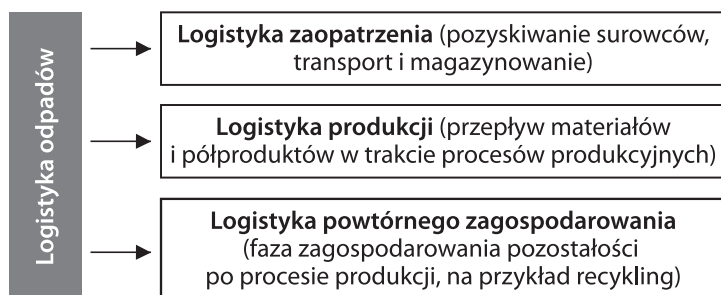 Logistyka odpadów
Logistyka zaopatrzenia (pozyskiwanie surowców,
transport i magazynowanie)
Logistyka produkcji (przepływ materiałów
i półproduktów w trakcie procesów produkcyjnych)
Logistyka powtórnego zagospodarowania
(faza zagospodarowania pozostałości
po procesie produkcji, na przykład recykling)